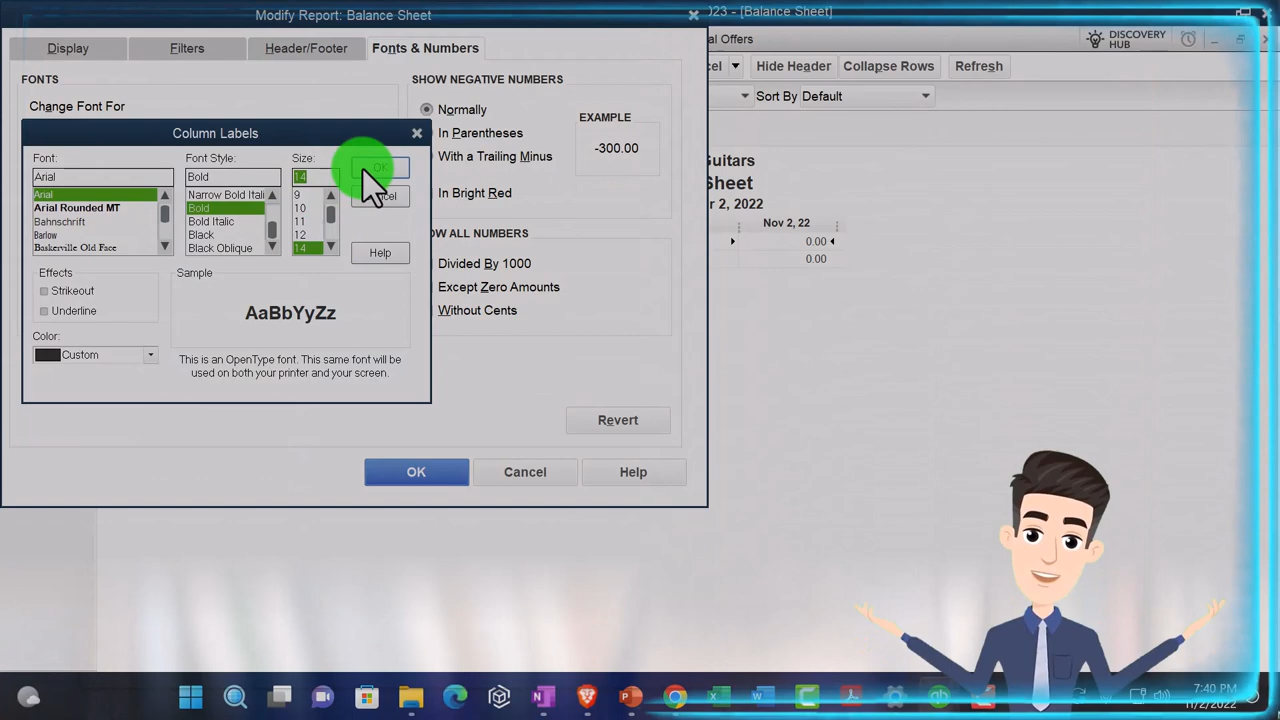 Modify Report: Balance Sheet
023 - [Balance Sheet]
Display
Filters
Header/Footer
Fonts & Numbers
al Offers
DISCOVERY
HUB
cel
Hide Header
Collapse Rows
Refresh
Sort By Default
FONTS
Change Font For
SHOW NEGATIVE NUMBERS
Normally
In Parentheses
With a Trailing Minus
In Bright Red
EXAMPLE
-300.00
OW ALL NUMBERS
Divided By 1000
Except Zero Amounts
Without Cents
Revert
OK
Cancel
Help
Column Labels
Font:
Arial
Arial
Arial Rounded MT
Bahnschrift
Barlow
Baskerville Old Face
Font Style:
Bold
Narrow Bold Itali
Bold
Bold Italic
Black
Black Oblique
Size:
14
9
10
11
12
14
OK
cel
Help
Effects
Strikeout
Underline
Color:
Custom
Sample
AaBbYyZz
This is an OpenType font. This same font will be
used on both your printer and your screen.
Guitars
Sheet
r 2, 2022
Nov 2, 22
0.00
0.00
7:40 PM
11/2/2022